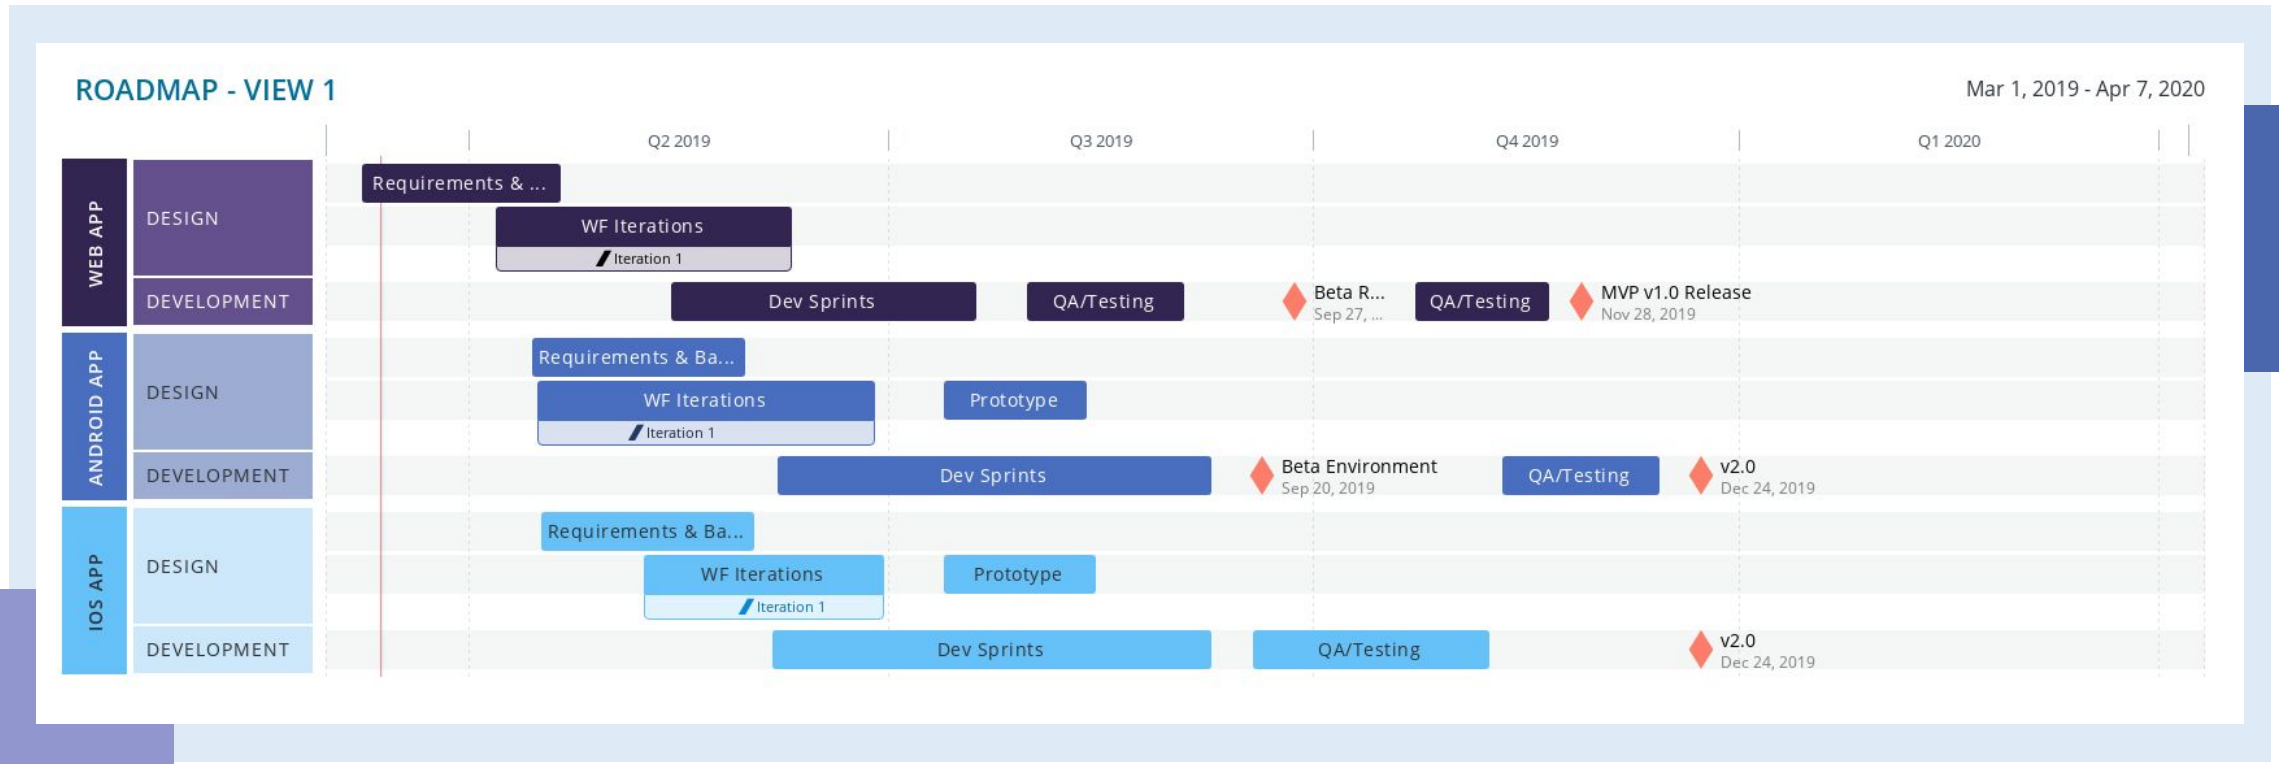 ROADMAP - VIEW 1
Mar 1, 2019 - Apr 7, 2020
Q2 2019
Q3 2019
Q4 2019
Q1 2020
WEB APP
DESIGN
Requirements & ...
WF Iterations
Iteration 1
DEVELOPMENT
Dev Sprints
QA/Testing
Beta R...
Sep 27, ...
QA/Testing
MVP v1.0 Release
Nov 28, 2019
ANDROID APP
DESIGN
Requirements & Ba...
WF Iterations
Iteration 1
Prototype
DEVELOPMENT
Dev Sprints
Beta Environment
Sep 20, 2019
QA/Testing
v2.0
Dec 24, 2019
IOS APP
DESIGN
Requirements & Ba...
WF Iterations
Iteration 1
Prototype
DEVELOPMENT
Dev Sprints
QA/Testing
v2.0
Dec 24, 2019